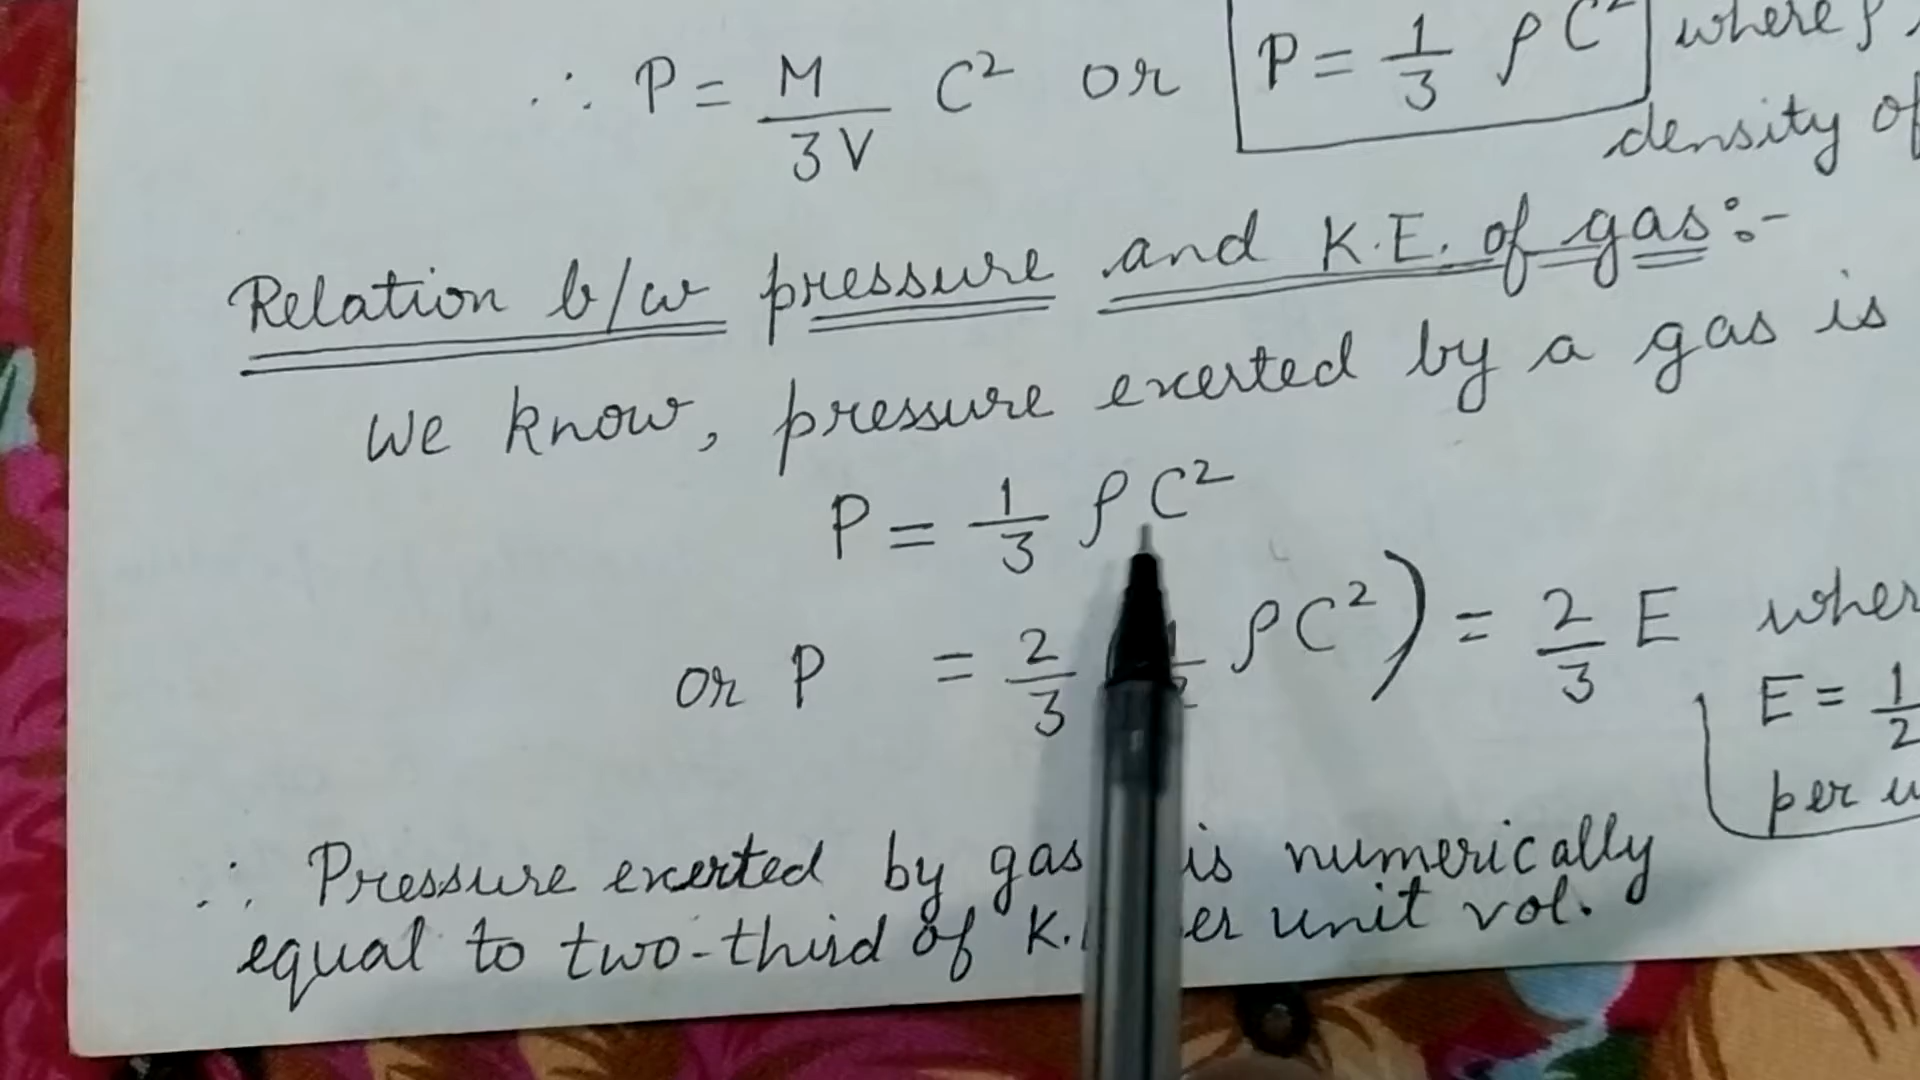 ∴ P = M/3V C² or P = 1/3 ρ C² where ρ
density of
Relation b/w pressure and K.E. of gas :-
We know, pressure exerted by a gas is
P = 1/3 ρ C²
or P = 2/3 ρ C² ) = 2/3 E
E = 1/2
per
∴ Pressure exerted by gas is numerically
equal to two-third of K. unit vol.